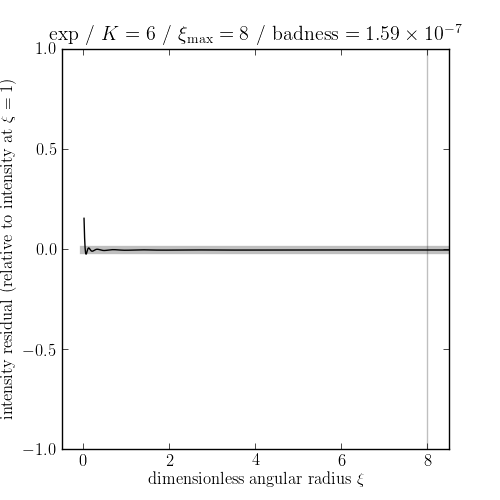 exp / K = 6 / ξmax = 8 / badness = 1.59 × 10⁻⁷
intensity residual (relative to intensity at ξ = 1)
1.0
0.5
0.0
−0.5
−1.0
0 2 4 6 8
dimensionless angular radius ξ